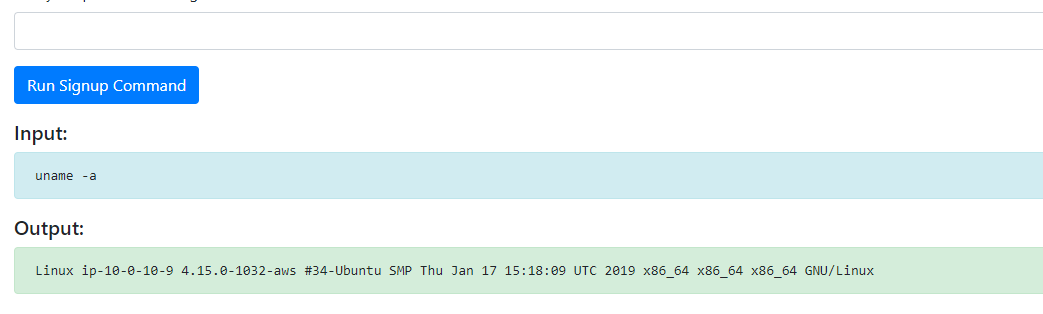 Run Signup Command
Input:
uname -a
Output:
Linux ip-10-0-10-9 4.15.0-1032-aws #34-Ubuntu SMP Thu Jan 17 15:18:09 UTC 2019 x86_64 x86_64 x86_64 GNU/Linux